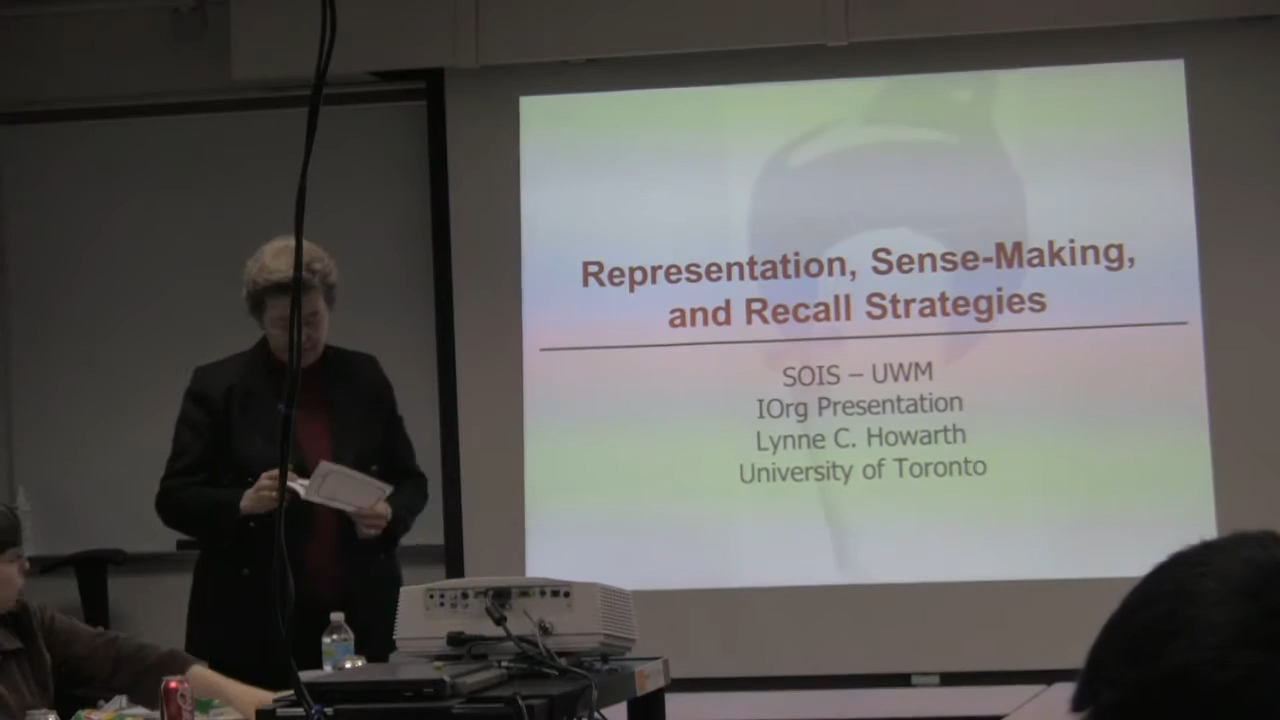 Representation, Sense-Making,
and Recall Strategies
SOIS – UWM
IOrg Presentation
Lynne C. Howarth
University of Toronto